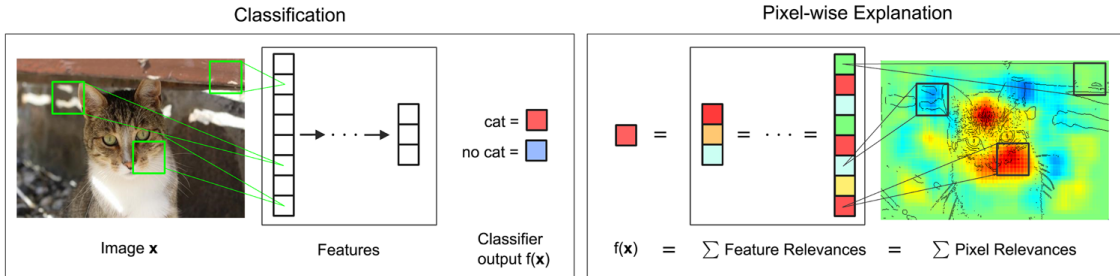 Classification
Pixel-wise Explanation
cat =
no cat =
Image x
Features
Classifier
output f(x)
= = · · · =
f(x) = ∑ Feature Relevances = ∑ Pixel Relevances